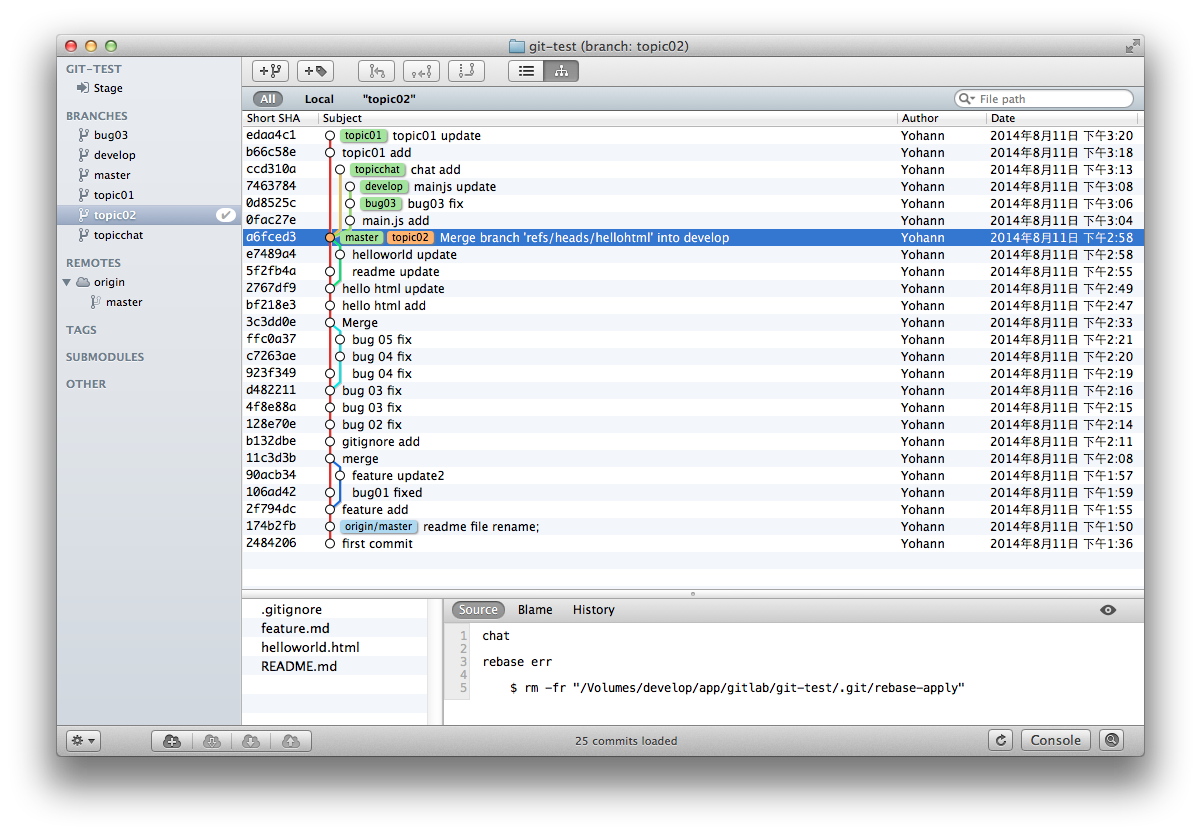 git-test (branch: topic02)
GIT-TEST
Stage
BRANCHES
bug03
develop
master
topic01
topic02
topicchat
REMOTES
origin
master
TAGS
SUBMODULES
OTHER
All Local "topic02" File path
Short SHA Subject Author Date
edaa4c1 topic01 topic01 update Yohann 2014年8月11日 下午3:20
b66c58e topic01 add Yohann 2014年8月11日 下午3:18
ccd310a topicchat chat add Yohann 2014年8月11日 下午3:13
7463784 develop mainjs update Yohann 2014年8月11日 下午3:08
0d8525c bug03 bug03 fix Yohann 2014年8月11日 下午3:06
0fac27e main.js add Yohann 2014年8月11日 下午3:04
a6fced3 master topic02 Merge branch 'refs/heads/hellohtml' into develop Yohann 2014年8月11日 下午2:58
e7489a4 helloworld update Yohann 2014年8月11日 下午2:58
5f2fb4a readme update Yohann 2014年8月11日 下午2:55
2767df9 hello html update Yohann 2014年8月11日 下午2:49
bf218e3 hello html add Yohann 2014年8月11日 下午2:47
3c3dd0e Merge Yohann 2014年8月11日 下午2:33
ffc0a37 bug 05 fix Yohann 2014年8月11日 下午2:21
c7263ae bug 04 fix Yohann 2014年8月11日 下午2:20
923f349 bug 04 fix Yohann 2014年8月11日 下午2:19
d482211 bug 03 fix Yohann 2014年8月11日 下午2:16
4f8e88a bug 03 fix Yohann 2014年8月11日 下午2:15
128e70e bug 02 fix Yohann 2014年8月11日 下午2:14
b132dbe gitignore add Yohann 2014年8月11日 下午2:11
11c3d3b merge Yohann 2014年8月11日 下午2:08
90acb34 feature update2 Yohann 2014年8月11日 下午1:57
106ad42 bug01 fixed Yohann 2014年8月11日 下午1:59
2f794dc feature add Yohann 2014年8月11日 下午1:55
174b2fb origin/master readme file rename; Yohann 2014年8月11日 下午1:50
2484206 first commit Yohann 2014年8月11日 下午1:36
.gitignore
feature.md
helloworld.html
README.md
Source Blame History
1 chat
2
3 rebase err
4
5 $ rm -fr "/Volumes/develop/app/gitlab/git-test/.git/rebase-apply"
25 commits loaded
Console